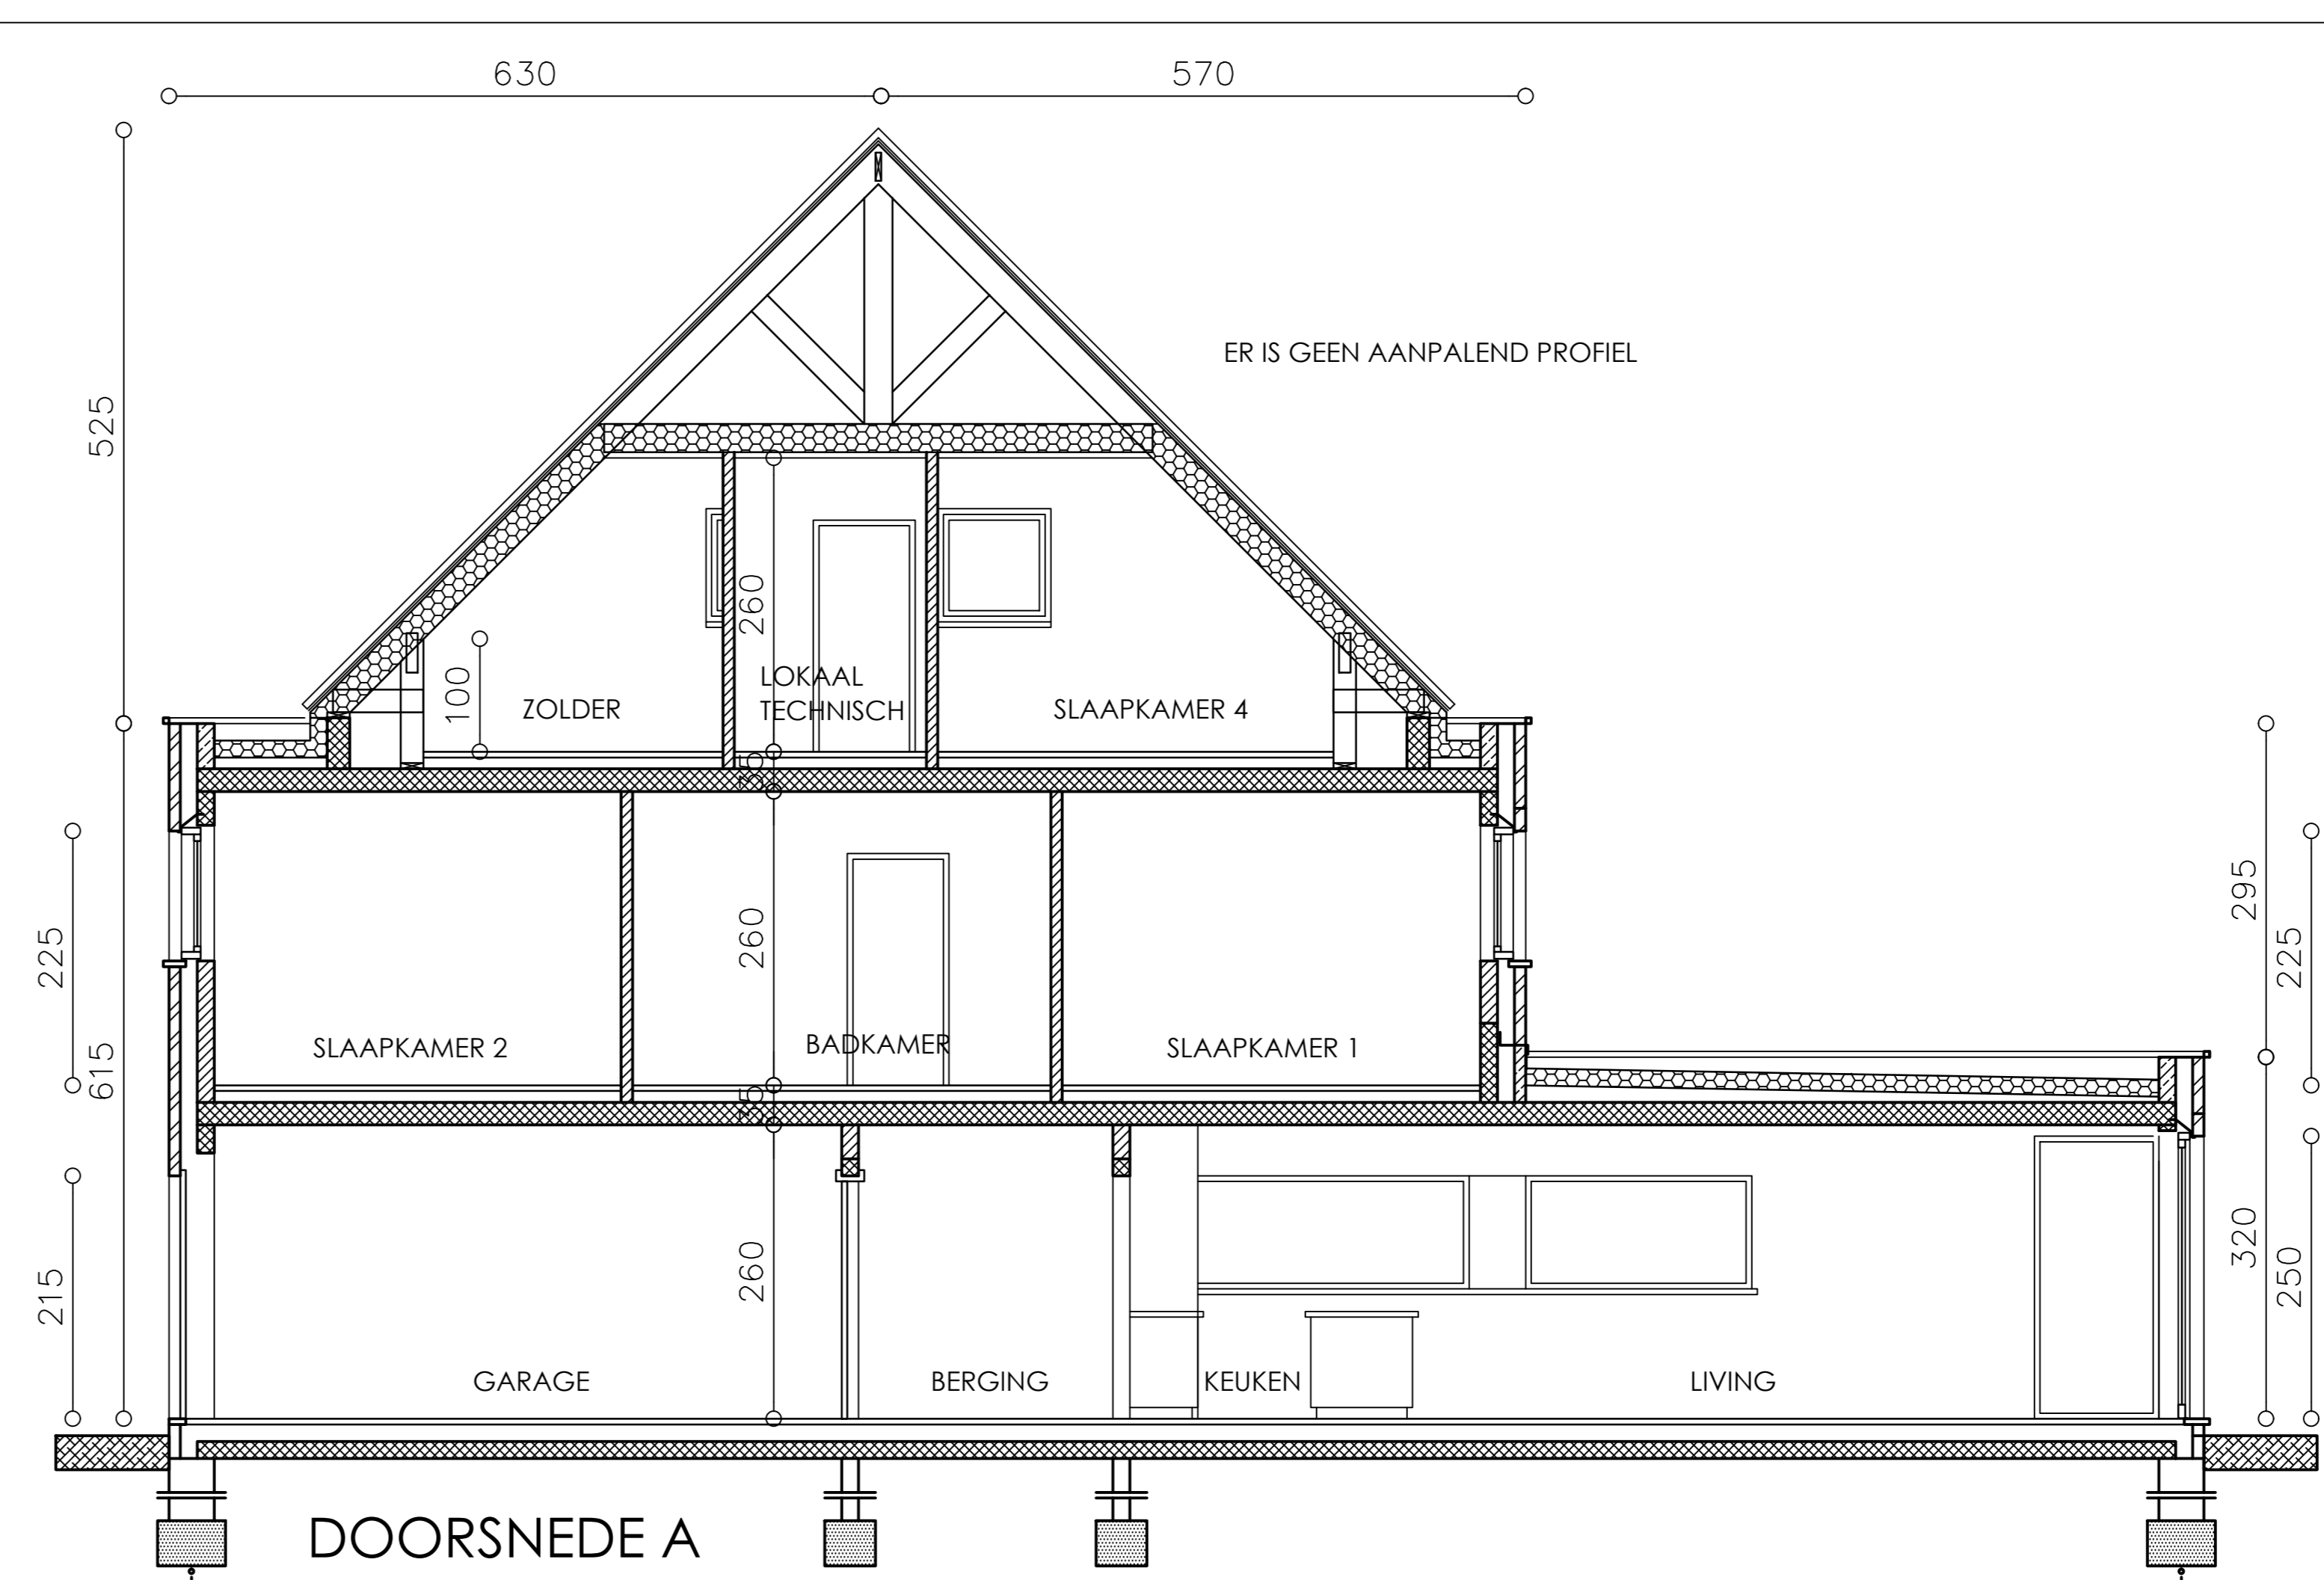 630
570
525
ER IS GEEN AANPALEND PROFIEL
260
100
ZOLDER
LOKAAL
TECHNISCH
SLAAPKAMER 4
35
295
225
225
260
615
SLAAPKAMER 2
BADKAMER
SLAAPKAMER 1
35
215
260
320
250
GARAGE
BERGING
KEUKEN
LIVING
DOORSNEDE A